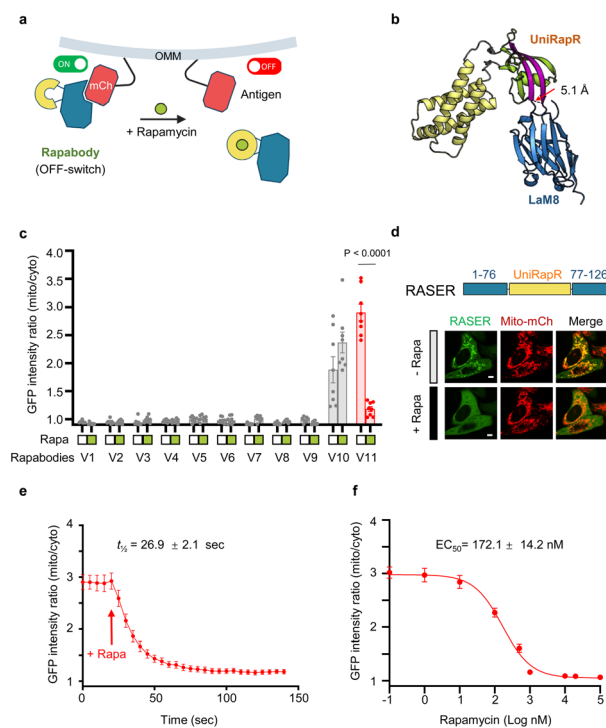 a
OMM
ON
OFF
mCh
Antigen
+ Rapamycin
Rapabody
(OFF-switch)
b
UniRapR
5.1 Å
LaM8
c
P < 0.0001
GFP intensity ratio (mito/cyto)
4.0
3.5
3.0
2.5
2.0
1.5
1.0
Rapa
Rapabodies V1 V2 V3 V4 V5 V6 V7 V8 V9 V10 V11
d
1-76 UniRapR 77-126
RASER
RASER Mito-mCh Merge
- Rapa
+ Rapa
e
GFP intensity ratio (mito/cyto)
t½ = 26.9 ± 2.1 sec
4
3
2
1
+ Rapa
0 50 100 150
Time (sec)
f
GFP intensity ratio (mito/cyto)
EC50= 172.1 ± 14.2 nM
4
3
2
1
-1 0 1 2 3 4 5
Rapamycin (Log nM)